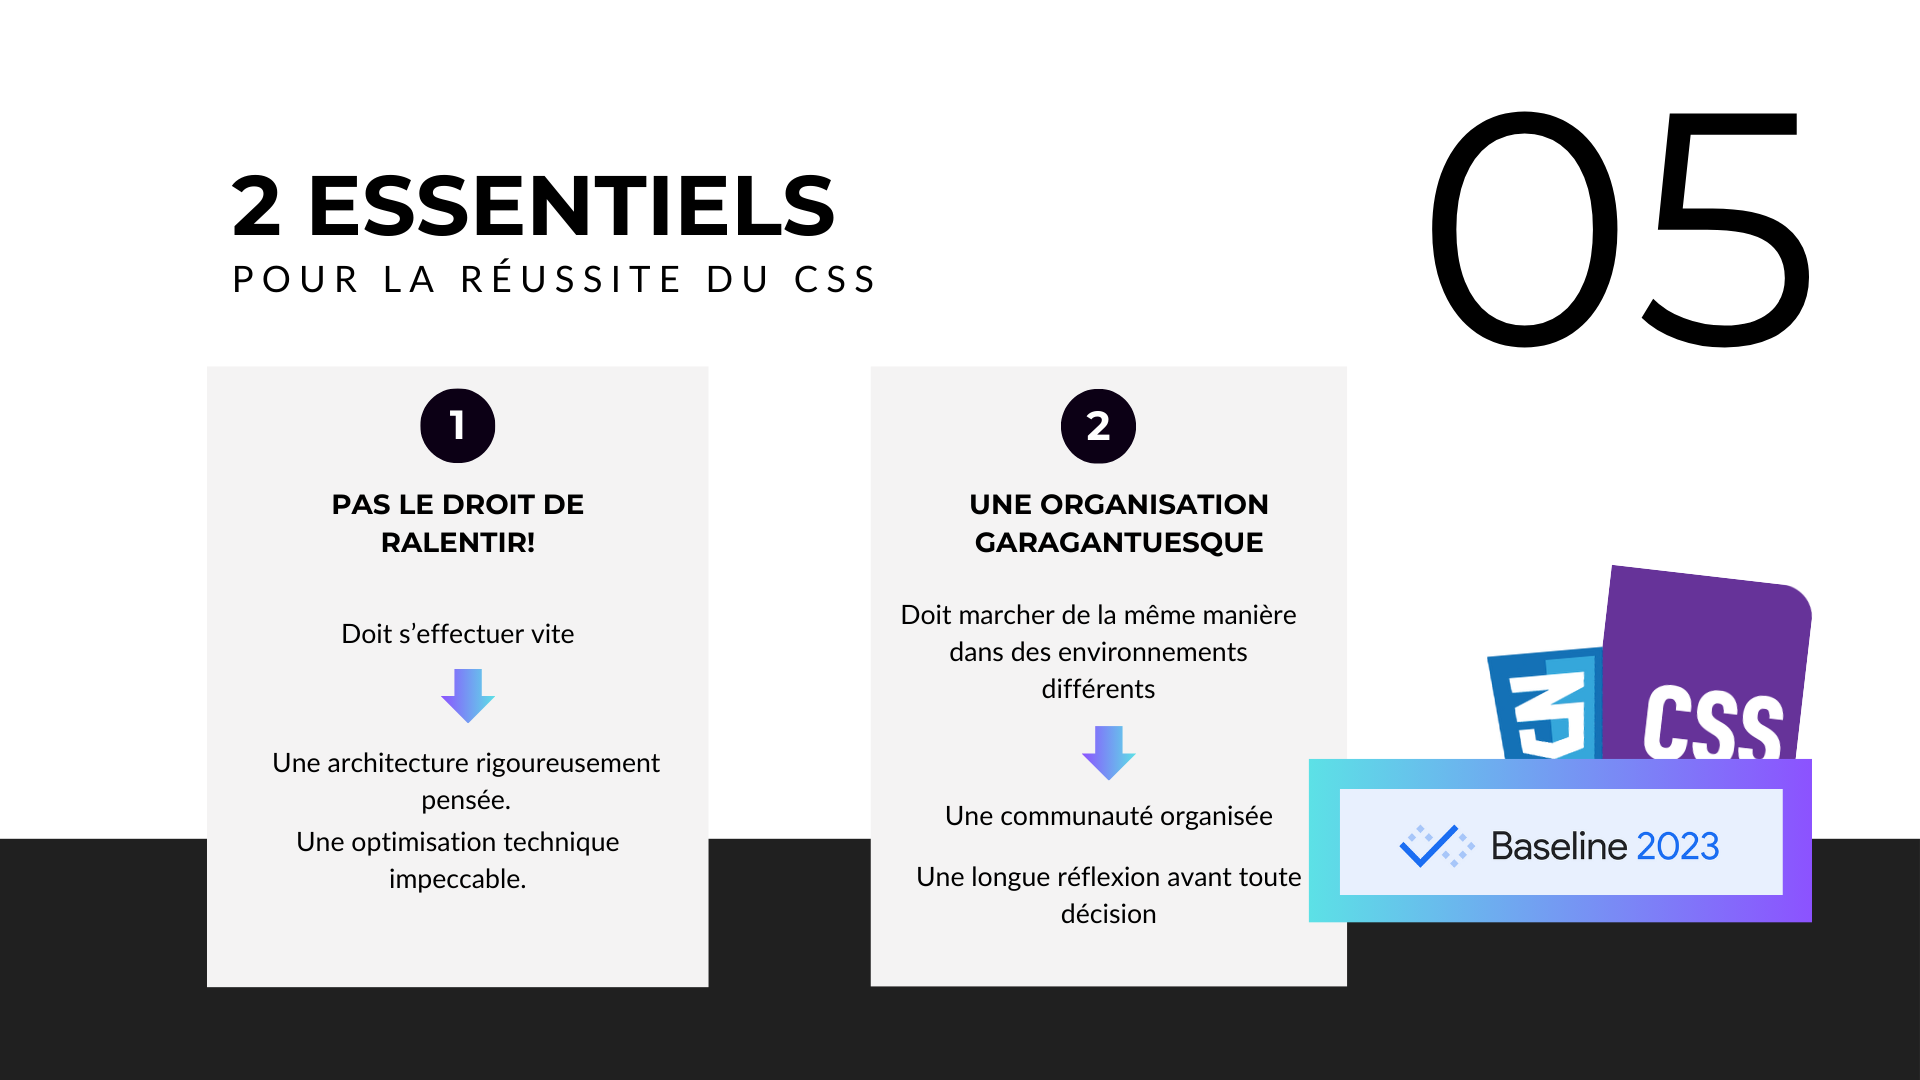 05
2 ESSENTIELS
POUR LA RÉUSSITE DU CSS
1
PAS LE DROIT DE
RALENTIR!
Doit s’effectuer vite
Une architecture rigoureusement
pensée.
Une optimisation technique
impeccable.
2
UNE ORGANISATION
GARAGANTUESQUE
Doit marcher de la même manière
dans des environnements
différents
Une communauté organisée
Une longue réflexion avant toute
décision
3
CSS
Baseline 2023